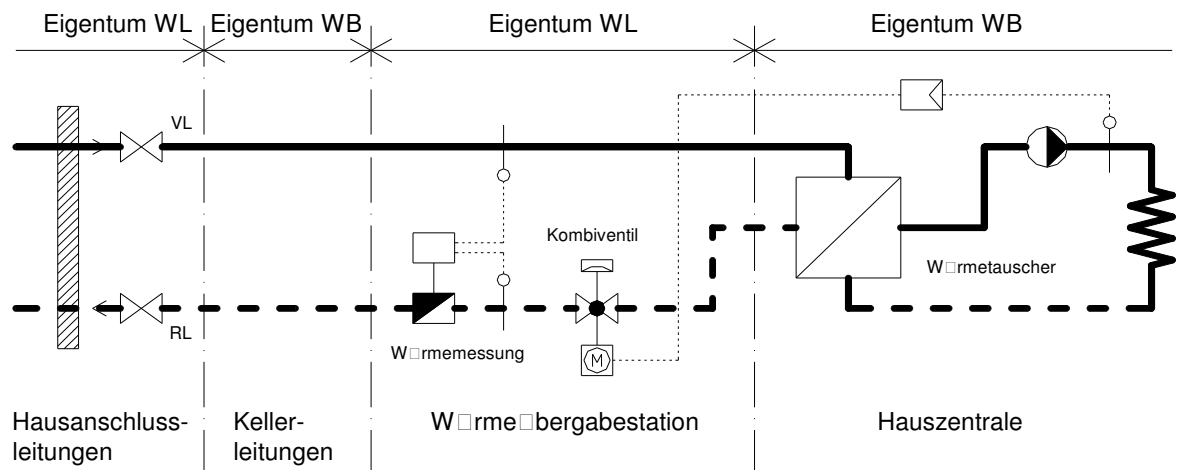 Eigentum WL
Eigentum WB
Eigentum WL
Eigentum WB
VL
Kombiventil
W□rmetauscher
RL
W□rmemessung
M
Hausanschluss-
leitungen
Keller-
leitungen
W□rme□bergabestation
Hauszentrale